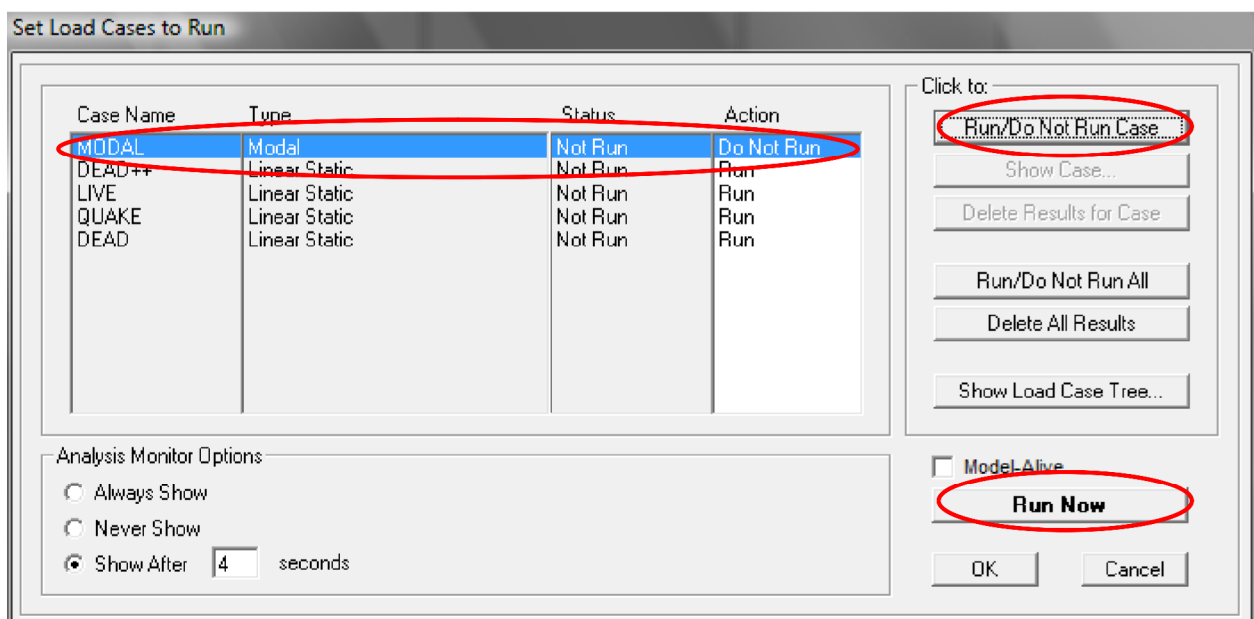 Set Load Cases to Run
Click to:
Case Name Type Status Action
MODAL Modal Not Run Do Not Run
DEAD++ Linear Static Not Run Run
LIVE Linear Static Not Run Run
QUAKE Linear Static Not Run Run
DEAD Linear Static Not Run Run
Run/Do Not Run Case
Show Case...
Delete Results for Case
Run/Do Not Run All
Delete All Results
Show Load Case Tree...
Analysis Monitor Options
Always Show
Never Show
Show After 4 seconds
Model-Alive
Run Now
OK Cancel